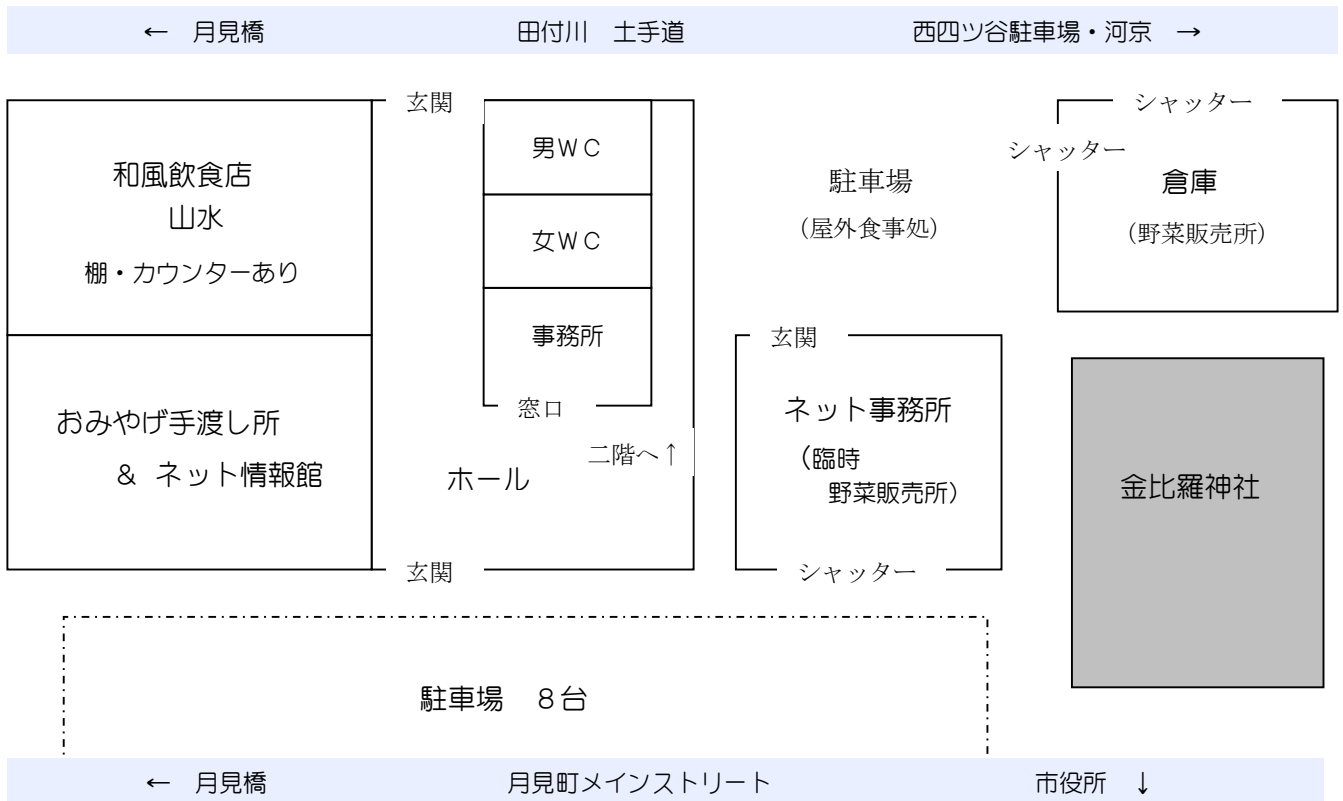 ← 月見橋 田付川 土手道 西四ツ谷駐車場・河京 →
玄関
シャッター
シャッター
和風飲食店
山水
棚・カウンターあり
男WC
女WC
事務所
窓口
駐車場
(屋外食事処)
倉庫
(野菜販売所)
おみやげ手渡し所
& ネット情報館
ホール
二階へ↑
玄関
玄関
ネット事務所
(臨時
野菜販売所)
シャッター
金比羅神社
駐車場 8台
← 月見橋 月見町メインストリート 市役所 ↓